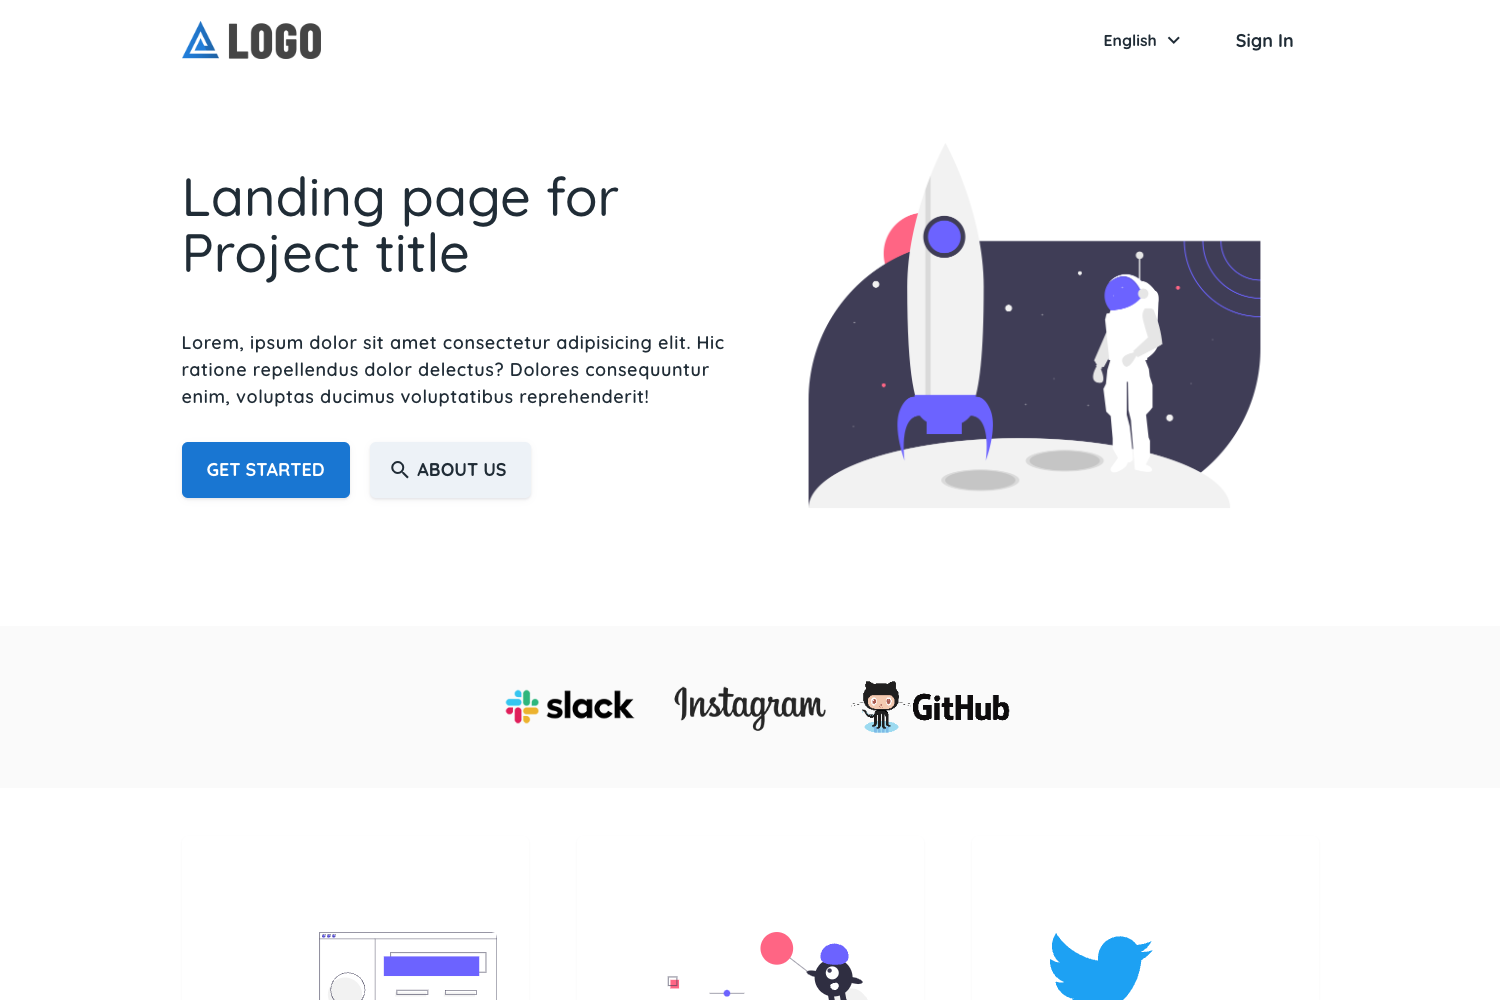 LOGO
English
Sign In
Landing page for
Project title
Lorem, ipsum dolor sit amet consectetur adipisicing elit. Hic
ratione repellendus dolor delectus? Dolores consequuntur
enim, voluptas ducimus voluptatibus reprehenderit!
GET STARTED
ABOUT US
slack
Instagram
GitHub